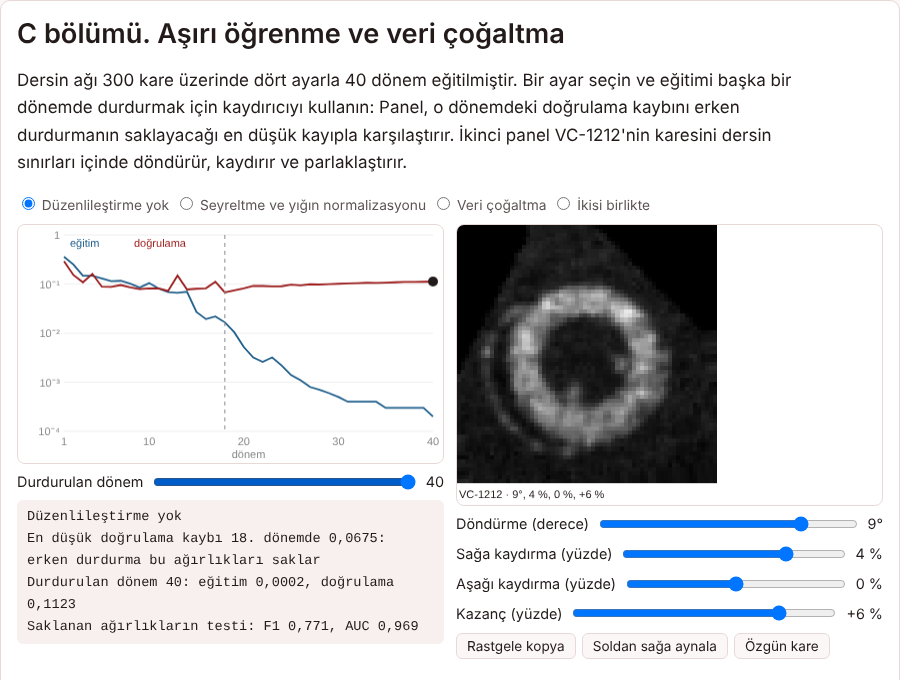 C bölümü. Aşırı öğrenme ve veri çoğaltma
Dersin ağı 300 kare üzerinde dört ayarla 40 dönem eğitilmiştir. Bir ayar seçin ve eğitimi başka bir
dönemde durdurmak için kaydırıcıyı kullanın: Panel, o dönemdeki doğrulama kaybını erken
durdurmanın saklayacağı en düşük kayıpla karşılaştırır. İkinci panel VC-1212'nin karesini dersin
sınırları içinde döndürür, kaydırır ve parlaklaştırır.
Düzenlileştirme yok
Seyreltme ve yığın normalizasyonu
Veri çoğaltma
İkisi birlikte
eğitim
doğrulama
1
10⁻¹
10⁻²
10⁻³
10⁻⁴
1
10
20
30
40
dönem
Durdurulan dönem
40
Düzenlileştirme yok
En düşük doğrulama kaybı 18. dönemde 0,0675:
erken durdurma bu ağırlıkları saklar
Durdurulan dönem 40: eğitim 0,0002, doğrulama
0,1123
Saklanan ağırlıkların testi: F1 0,771, AUC 0,969
VC-1212 · 9°, 4 %, 0 %, +6 %
Döndürme (derece)
9°
Sağa kaydırma (yüzde)
4 %
Aşağı kaydırma (yüzde)
0 %
Kazanç (yüzde)
+6 %
Rastgele kopya
Soldan sağa aynala
Özgün kare